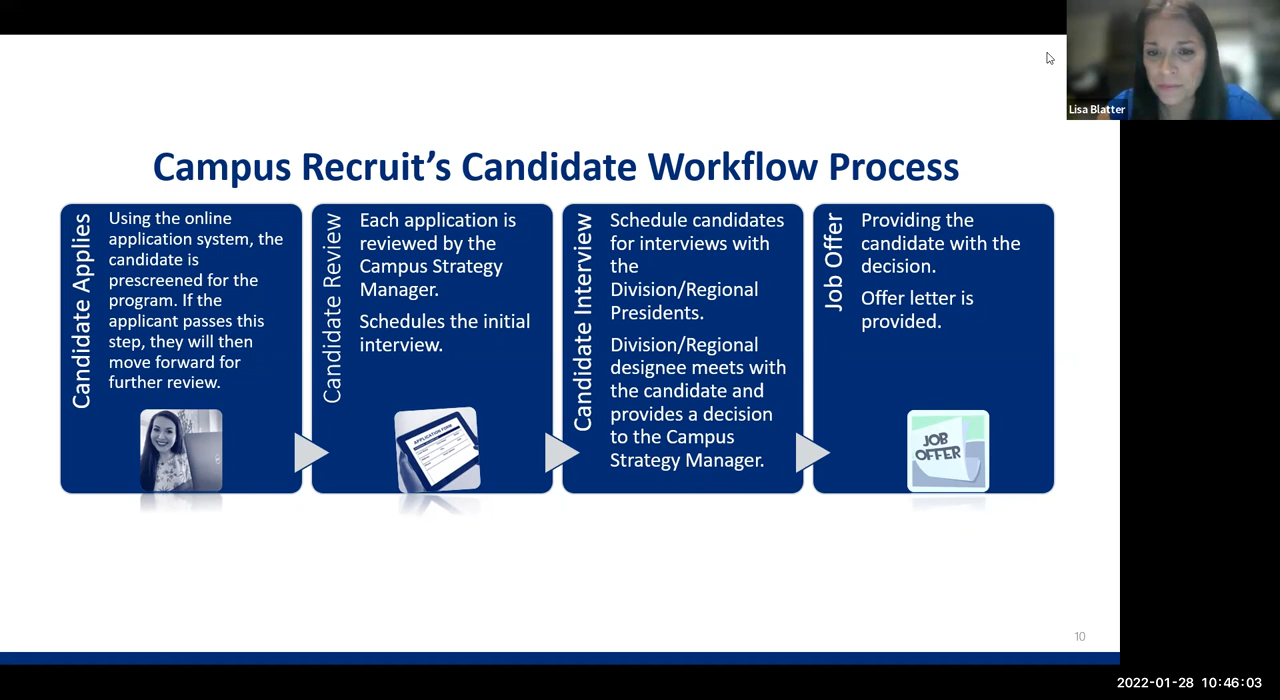 Lisa Blatter
Campus Recruit's Candidate Workflow Process
Candidate Applies
Using the online
application system, the
candidate is
prescreened for the
program. If the
applicant passes this
step, they will then
move forward for
further review.
Candidate Review
Each application is
reviewed by the
Campus Strategy
Manager.
Schedules the initial
interview.
APPLICATION FORM
Candidate Interview
Schedule candidates
for interviews with
the
Division/Regional
Presidents.
Division/Regional
designee meets with
the candidate and
provides a decision
to the Campus
Strategy Manager.
Job Offer
Providing the
candidate with the
decision.
Offer letter is
provided.
JOB
OFFER
10
2022-01-28 10:46:03